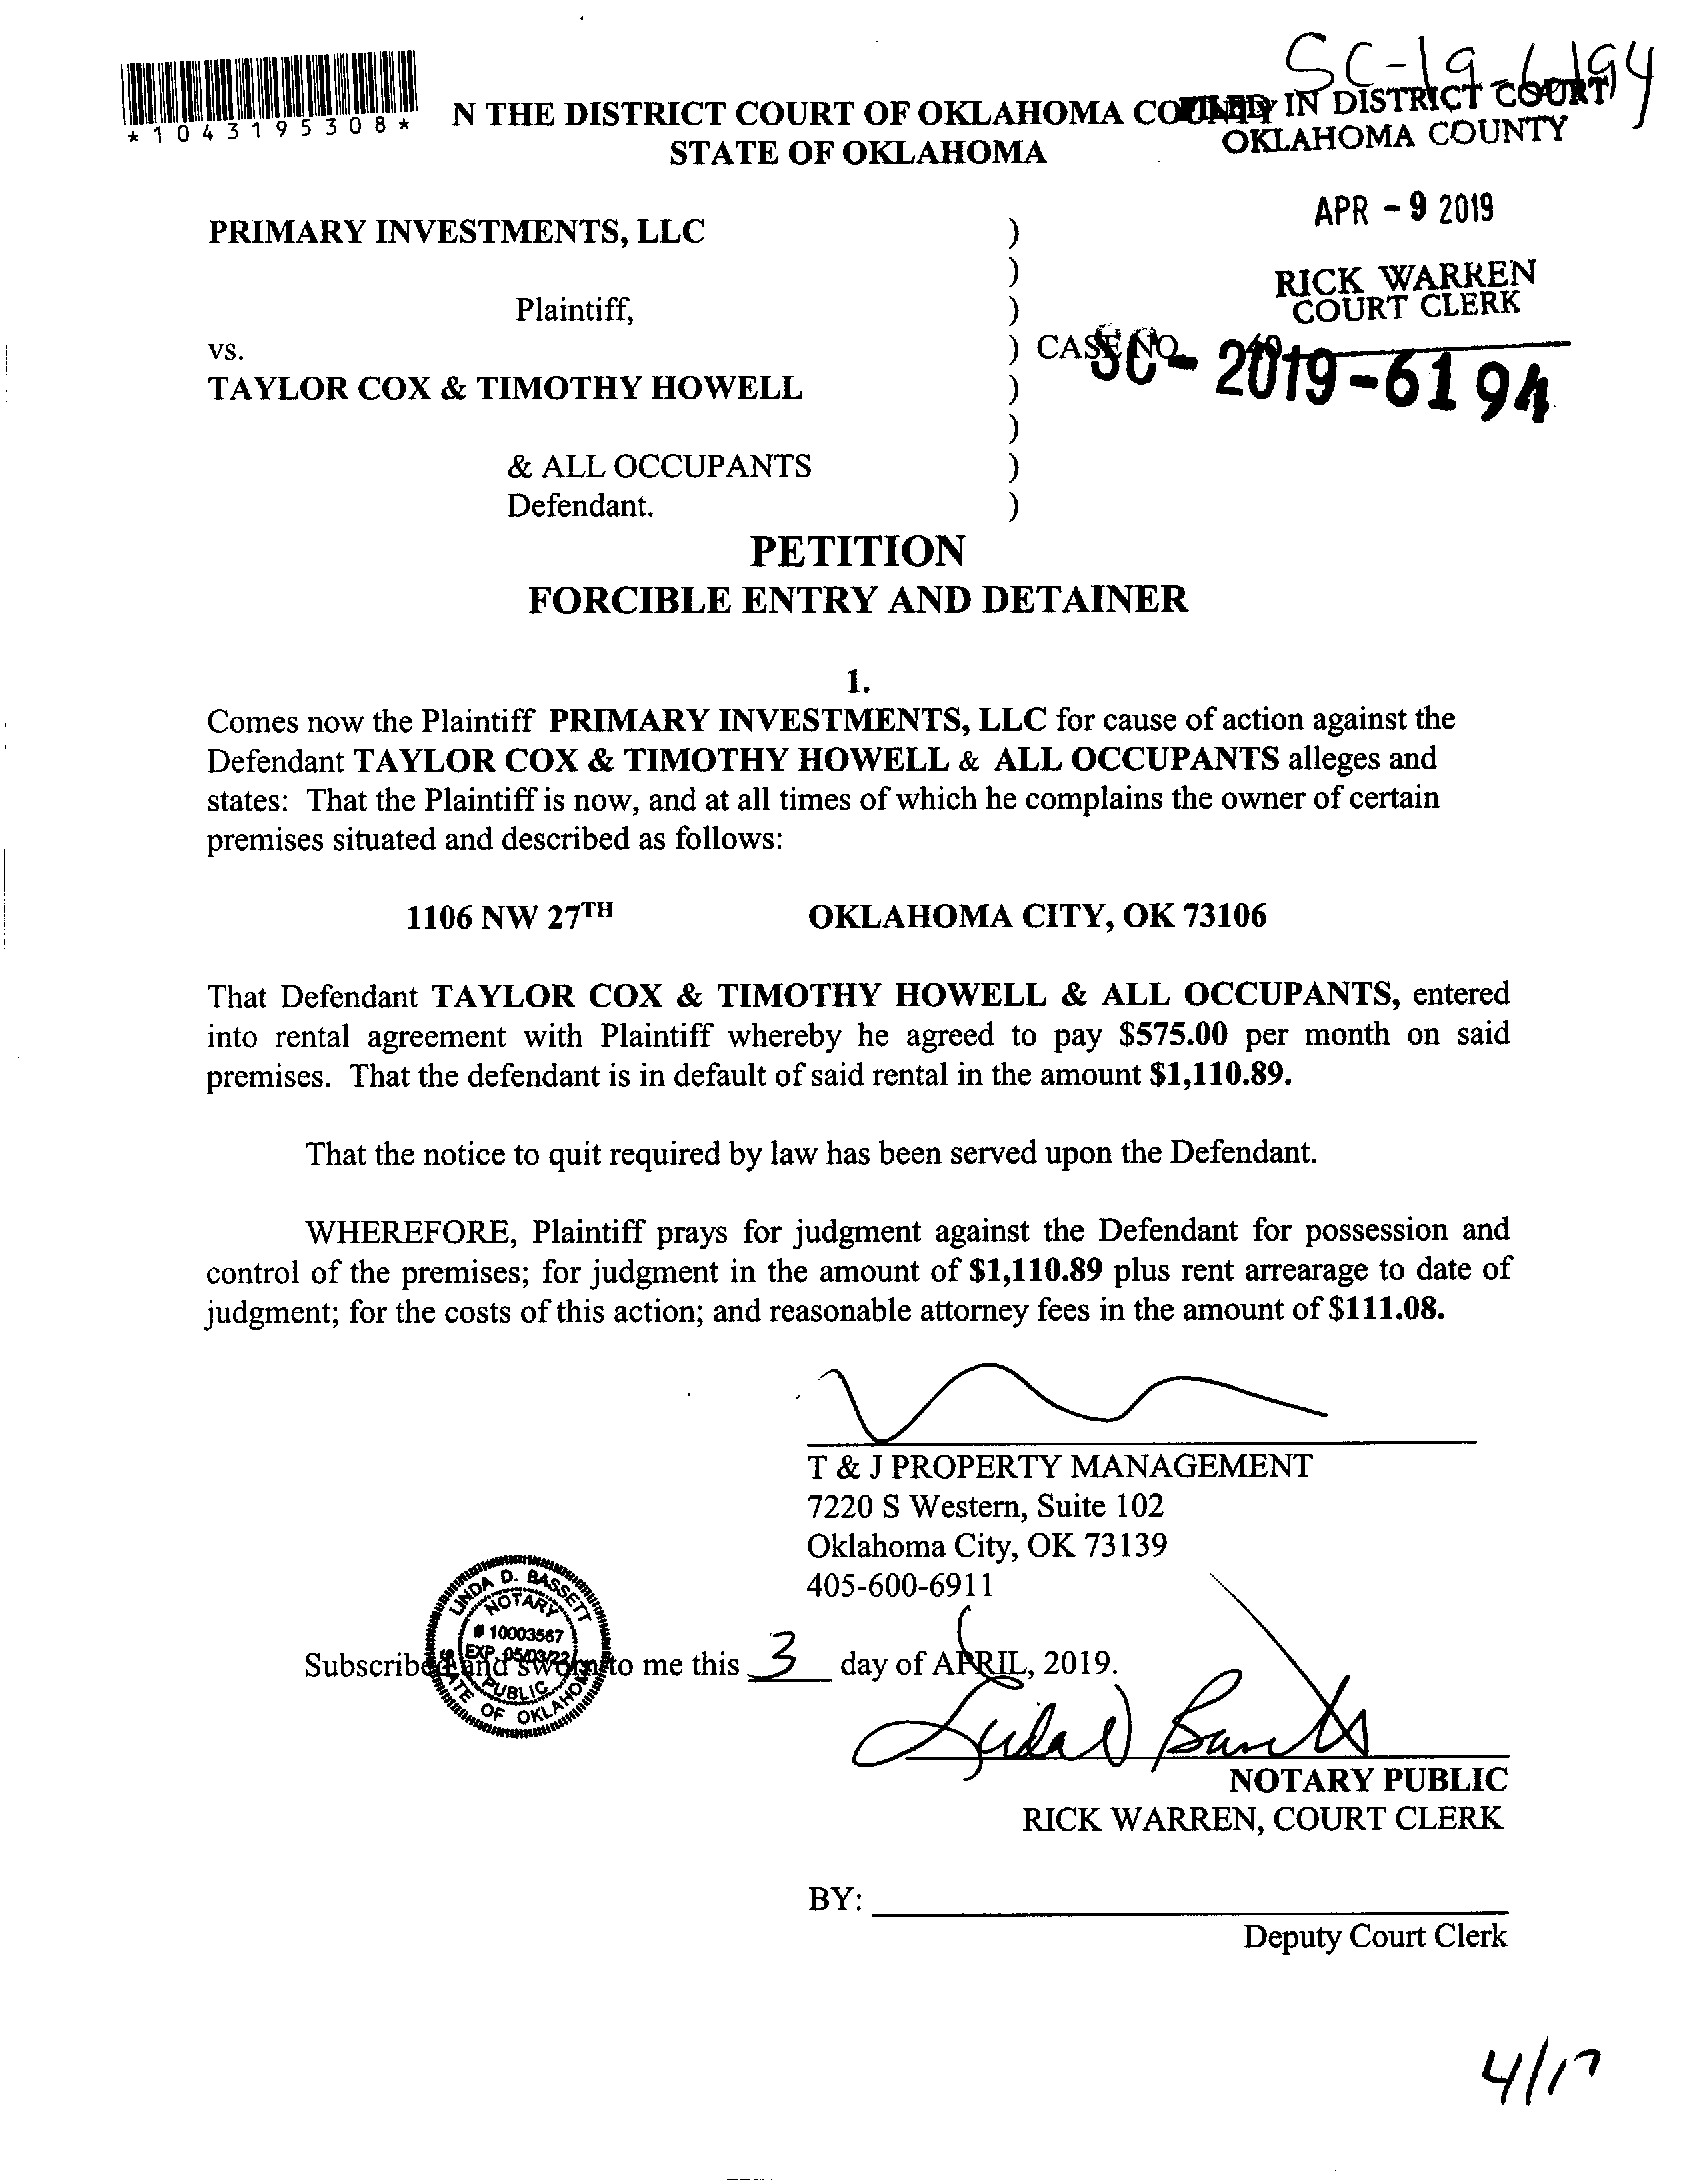 SC-19-6194
*1043195308*
N THE DISTRICT COURT OF OKLAHOMA COUNTY
STATE OF OKLAHOMA
FILED IN DISTRICT COURT
OKLAHOMA COUNTY
APR - 9 2019
RICK WARREN
COURT CLERK
PRIMARY INVESTMENTS, LLC )
)
Plaintiff, )
vs. ) CASE NO.
SC - 2019 - 6194
TAYLOR COX & TIMOTHY HOWELL )
)
& ALL OCCUPANTS )
Defendant. )
PETITION
FORCIBLE ENTRY AND DETAINER
1.
Comes now the Plaintiff PRIMARY INVESTMENTS, LLC for cause of action against the
Defendant TAYLOR COX & TIMOTHY HOWELL & ALL OCCUPANTS alleges and
states: That the Plaintiff is now, and at all times of which he complains the owner of certain
premises situated and described as follows:
1106 NW 27TH OKLAHOMA CITY, OK 73106
That Defendant TAYLOR COX & TIMOTHY HOWELL & ALL OCCUPANTS, entered
into rental agreement with Plaintiff whereby he agreed to pay $575.00 per month on said
premises. That the defendant is in default of said rental in the amount $1,110.89.
That the notice to quit required by law has been served upon the Defendant.
WHEREFORE, Plaintiff prays for judgment against the Defendant for possession and
control of the premises; for judgment in the amount of $1,110.89 plus rent arrearage to date of
judgment; for the costs of this action; and reasonable attorney fees in the amount of $111.08.
T & J PROPERTY MANAGEMENT
7220 S Western, Suite 102
Oklahoma City, OK 73139
405-600-6911
LINDA D. BASSETT
NOTARY
# 10003567
EXP. 05/03/22
PUBLIC
STATE OF OKLAHOMA
Subscribed and sworn to me this 3 day of APRIL, 2019.
Linda D Bassett
NOTARY PUBLIC
RICK WARREN, COURT CLERK
BY:
Deputy Court Clerk
4/17